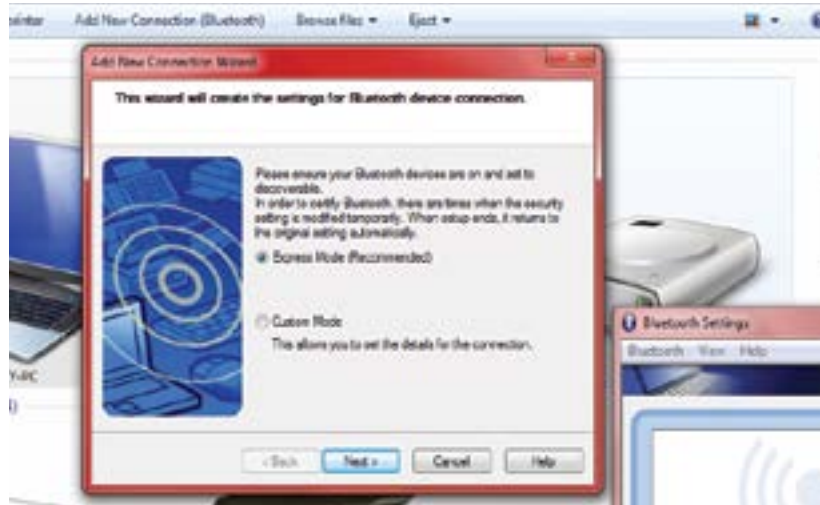 Add New Connection (Bluetooth) Browse files Eject
Add New Connection Wizard
This wizard will create the settings for Bluetooth device connection.
Please ensure your Bluetooth devices are on and set to
discoverable.
In order to certify Bluetooth, there are times when the security
setting is modified temporarily. When setup ends, it returns to
the original setting automatically.
Express Mode (Recommended)
Custom Mode
This allows you to set the details for the connection.
< Back Next > Cancel Help
Bluetooth Settings
Bluetooth View Help
Y-PC